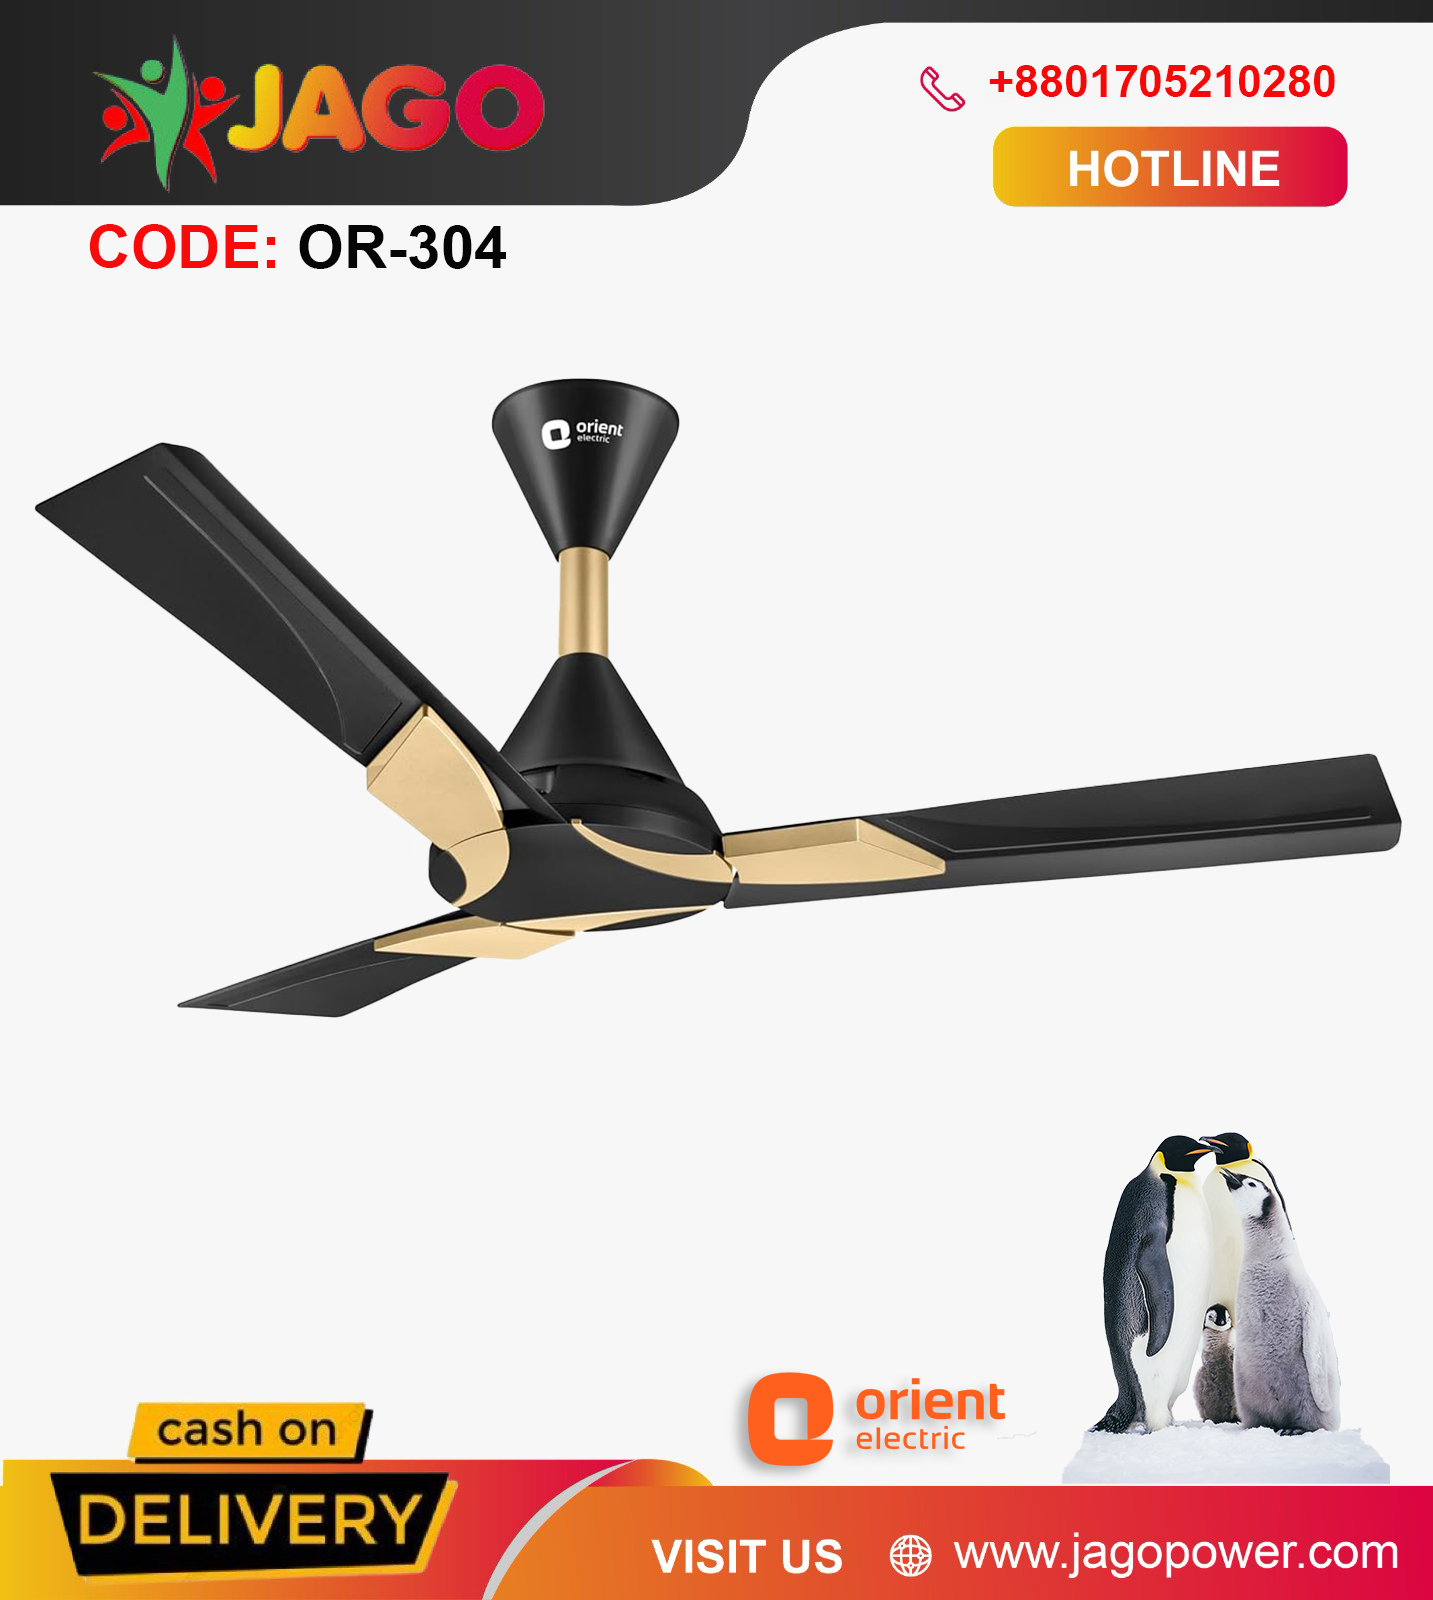 JAGO
+8801705210280
HOTLINE
CODE: OR-304
orient
electric
orient
electric
cash on
DELIVERY
VISIT US
www.jagopower.com